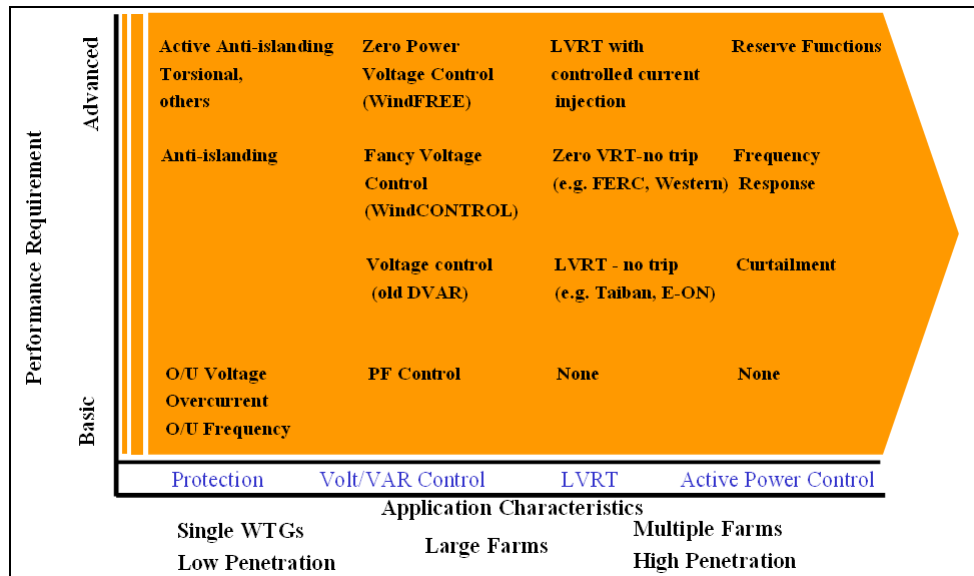 Performance Requirement
Advanced
Basic
Active Anti-islanding
Torsional,
others
Zero Power
Voltage Control
(WindFREE)
LVRT with
controlled current
injection
Reserve Functions
Anti-islanding
Fancy Voltage
Control
(WindCONTROL)
Zero VRT-no trip
(e.g. FERC, Western)
Frequency
Response
Voltage control
(old DVAR)
LVRT - no trip
(e.g. Taiban, E-ON)
Curtailment
O/U Voltage
Overcurrent
O/U Frequency
PF Control
None
None
Protection
Volt/VAR Control
LVRT
Active Power Control
Application Characteristics
Single WTGs
Low Penetration
Large Farms
Multiple Farms
High Penetration